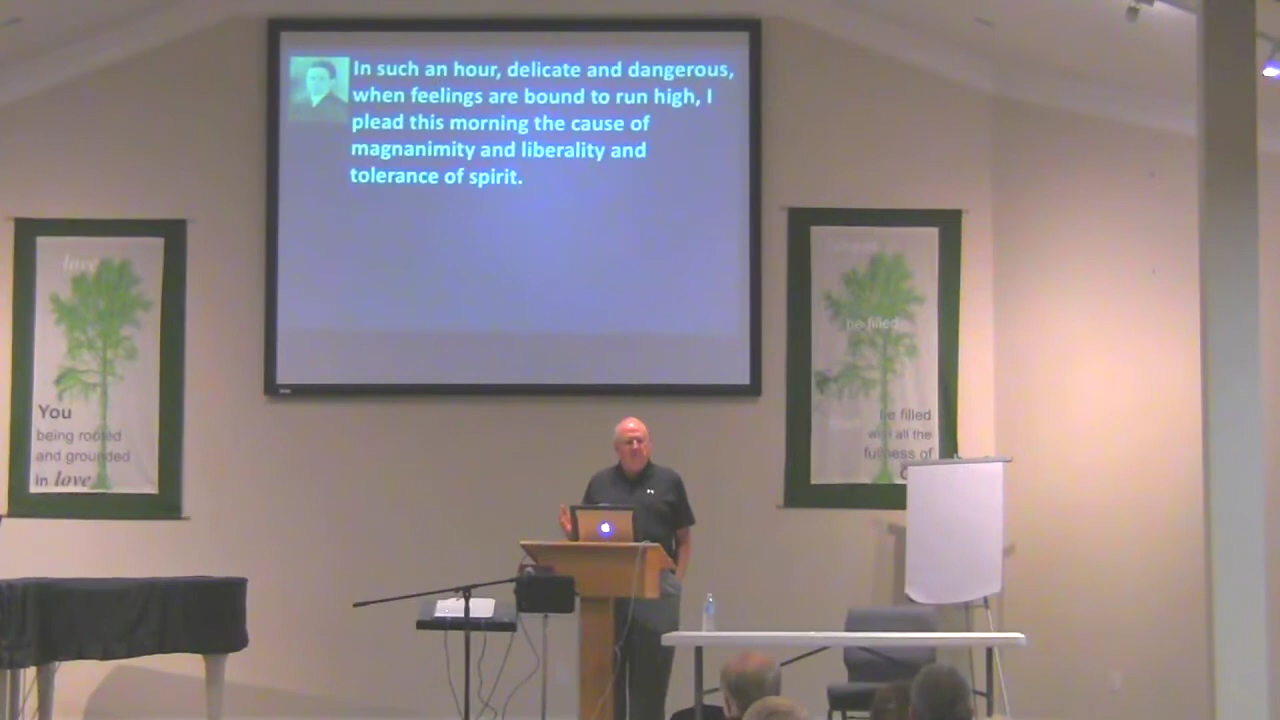 In such an hour, delicate and dangerous,
when feelings are bound to run high, I
plead this morning the cause of
magnanimity and liberality and
tolerance of spirit.
love
You
being rooted
and grounded
in love
be filled
be filled
with all the
fullness of